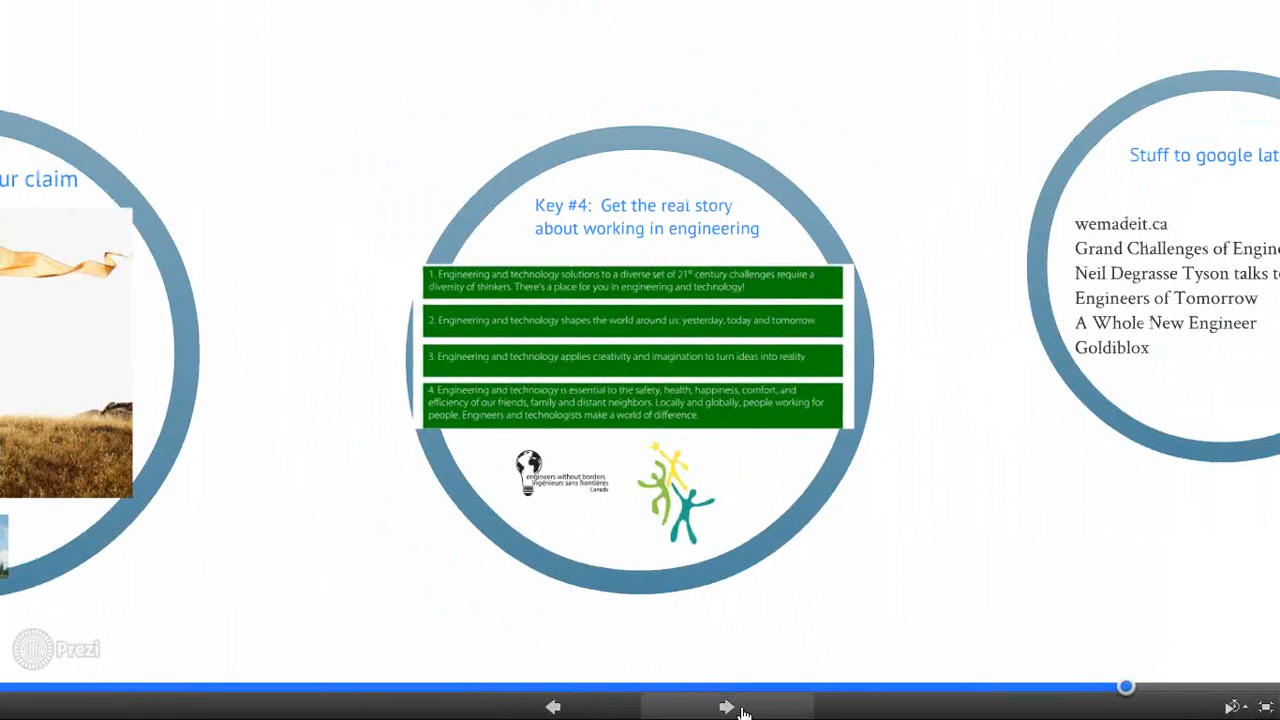 ur claim
Key #4: Get the real story
about working in engineering
1. Engineering and technology solutions to a diverse set of 21st century challenges require a
diversity of thinkers. There's a place for you in engineering and technology!
2. Engineering and technology shapes the world around us: yesterday, today and tomorrow.
3. Engineering and technology applies creativity and imagination to turn ideas into reality
4. Engineering and technology is essential to the safety, health, happiness, comfort, and
efficiency of our friends, family and distant neighbors. Locally and globally, people working for
people. Engineers and technologists make a world of difference.
engineers without borders
ingénieurs sans frontières
Canada
Stuff to google lat
wemadeit.ca
Grand Challenges of Engine
Neil Degrasse Tyson talks t
Engineers of Tomorrow
A Whole New Engineer
Goldiblox
Prezi